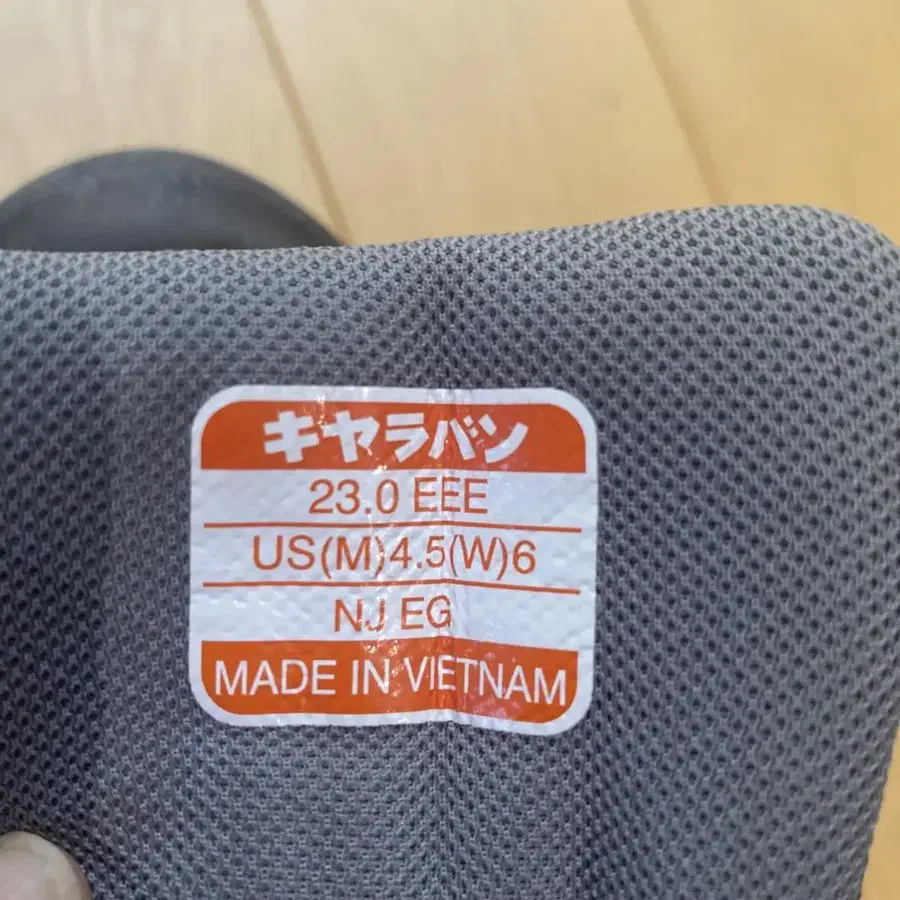 キャラバン
23.0 EEE
US(M)4.5(W)6
NJ EG
MADE IN VIETNAM